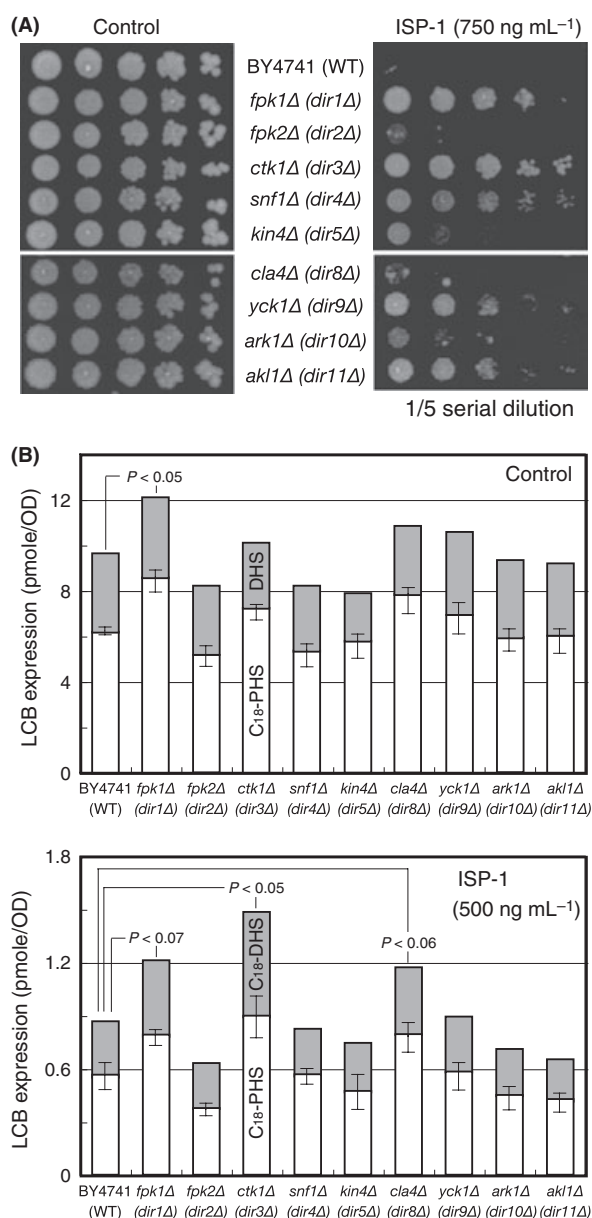 (A)
Control
ISP-1 (750 ng mL⁻¹)
BY4741 (WT)
fpk1Δ (dir1Δ)
fpk2Δ (dir2Δ)
ctk1Δ (dir3Δ)
snf1Δ (dir4Δ)
kin4Δ (dir5Δ)
cla4Δ (dir8Δ)
yck1Δ (dir9Δ)
ark1Δ (dir10Δ)
akl1Δ (dir11Δ)
1/5 serial dilution
(B)
LCB expression (pmole/OD)
12
8
4
0
Control
P < 0.05
DHS
C₁₈-PHS
BY4741 fpk1Δ fpk2Δ ctk1Δ snf1Δ kin4Δ cla4Δ yck1Δ ark1Δ akl1Δ
(WT) (dir1Δ) (dir2Δ) (dir3Δ) (dir4Δ) (dir5Δ) (dir8Δ) (dir9Δ) (dir10Δ) (dir11Δ)
LCB expression (pmole/OD)
1.8
1.2
0.6
0
ISP-1
(500 ng mL⁻¹)
P < 0.05
P < 0.07
P < 0.06
C₁₈-DHS
C₁₈-PHS
BY4741 fpk1Δ fpk2Δ ctk1Δ snf1Δ kin4Δ cla4Δ yck1Δ ark1Δ akl1Δ
(WT) (dir1Δ) (dir2Δ) (dir3Δ) (dir4Δ) (dir5Δ) (dir8Δ) (dir9Δ) (dir10Δ) (dir11Δ)